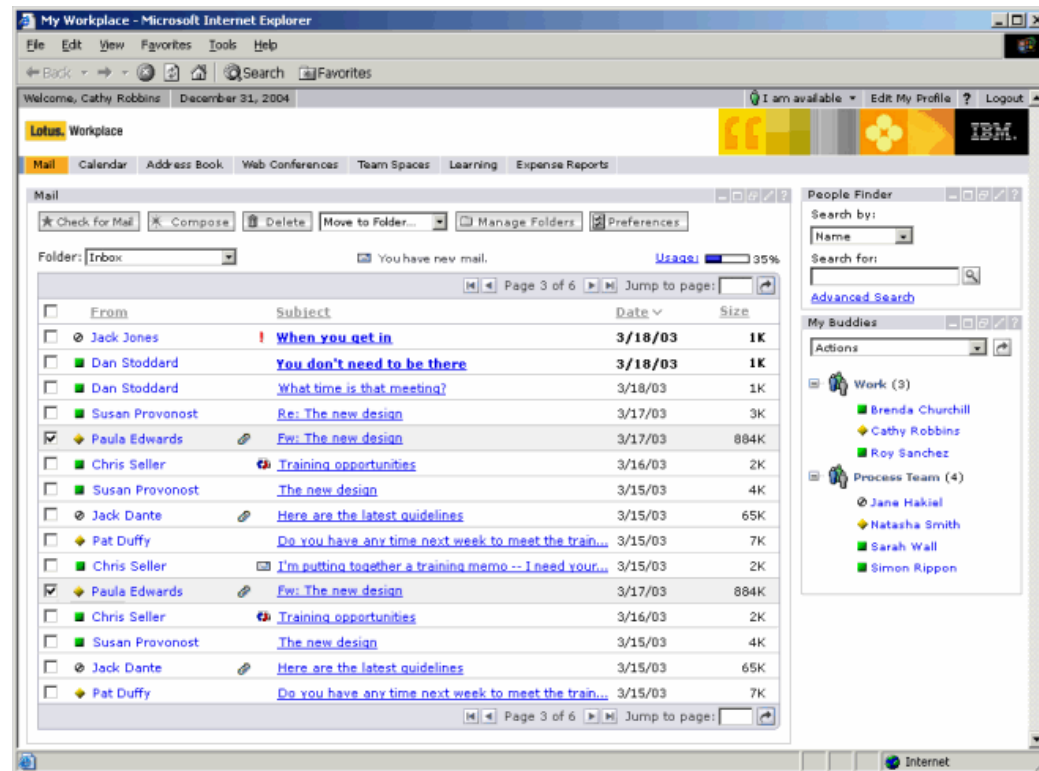 My Workplace - Microsoft Internet Explorer
File Edit View Favorites Tools Help
Back Search Favorites
Welcome, Cathy Robbins December 31, 2004 I am available Edit My Profile ? Logout
Lotus. Workplace IBM.
Mail Calendar Address Book Web Conferences Team Spaces Learning Expense Reports
Mail
Check for Mail Compose Delete Move to Folder... Manage Folders Preferences
Folder: Inbox You have new mail. Usage: 35%
Page 3 of 6 Jump to page:
From Subject Date Size
Jack Jones ! When you get in 3/18/03 1K
Dan Stoddard You don't need to be there 3/18/03 1K
Dan Stoddard What time is that meeting? 3/18/03 1K
Susan Provonost Re: The new design 3/17/03 3K
Paula Edwards Fw: The new design 3/17/03 884K
Chris Seller Training opportunities 3/16/03 2K
Susan Provonost The new design 3/15/03 4K
Jack Dante Here are the latest guidelines 3/15/03 65K
Pat Duffy Do you have any time next week to meet the train... 3/15/03 7K
Chris Seller I'm putting together a training memo -- I need your... 3/15/03 2K
Paula Edwards Fw: The new design 3/17/03 884K
Chris Seller Training opportunities 3/16/03 2K
Susan Provonost The new design 3/15/03 4K
Jack Dante Here are the latest guidelines 3/15/03 65K
Pat Duffy Do you have any time next week to meet the train... 3/15/03 7K
Page 3 of 6 Jump to page:
People Finder
Search by:
Name
Search for:
Advanced Search
My Buddies
Actions
Work (3)
Brenda Churchill
Cathy Robbins
Roy Sanchez
Process Team (4)
Jane Hakiel
Natasha Smith
Sarah Wall
Simon Rippon
Internet